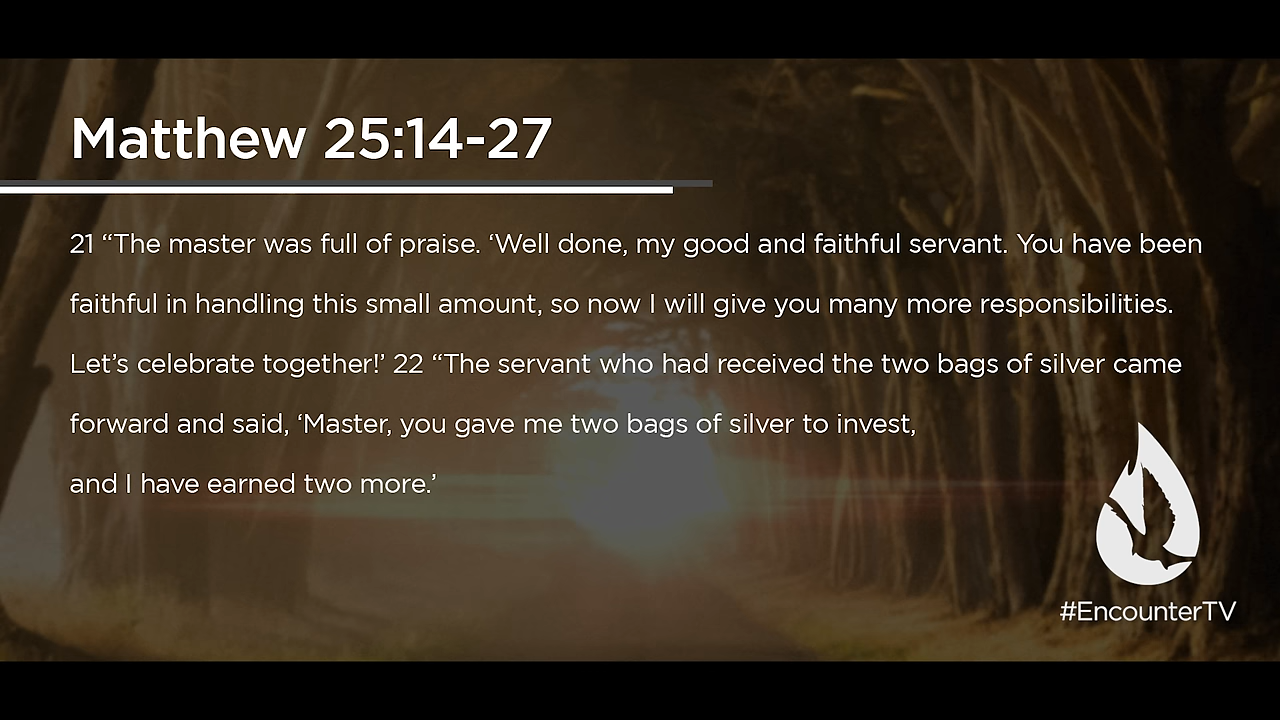 Matthew 25:14-27
21 “The master was full of praise. ‘Well done, my good and faithful servant. You have been
faithful in handling this small amount, so now I will give you many more responsibilities.
Let’s celebrate together!’ 22 “The servant who had received the two bags of silver came
forward and said, ‘Master, you gave me two bags of silver to invest,
and I have earned two more.’
#EncounterTV